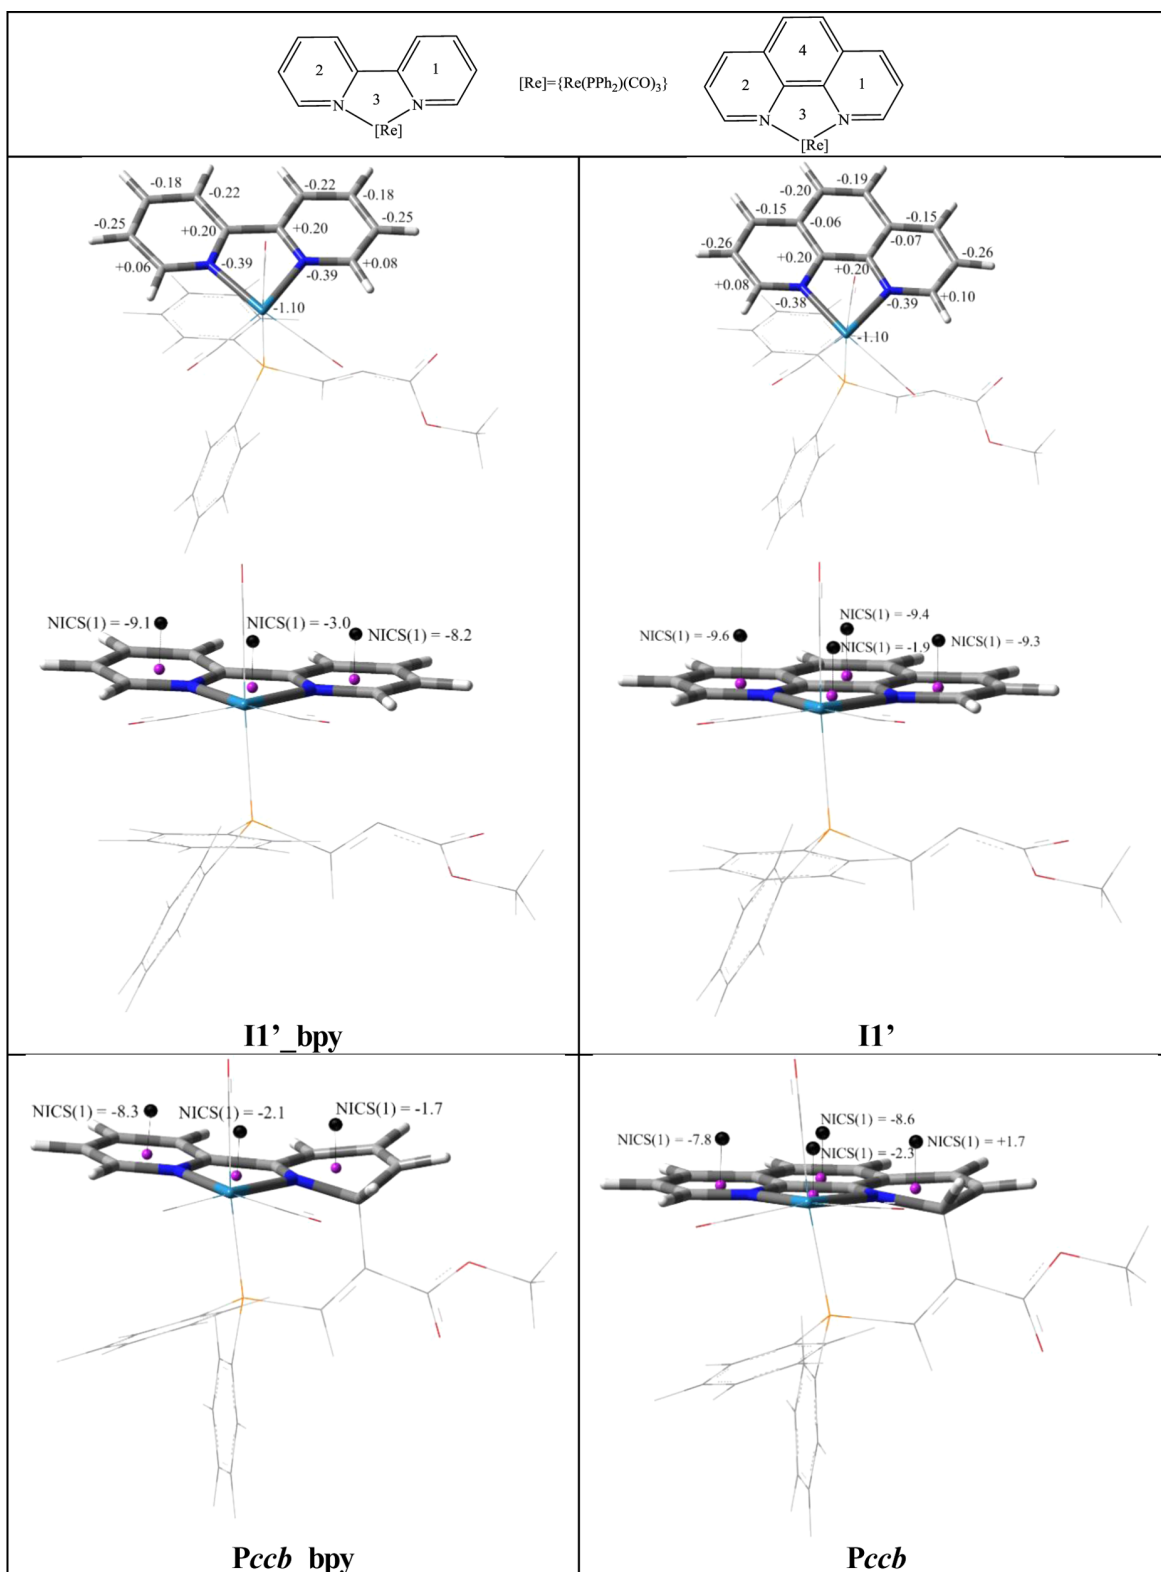 2 1 3 N N [Re]
[Re]={Re(PPh₂)(CO)₃}
4 2 1 3 N N [Re]
-0.18 -0.22 -0.22 -0.18
-0.25 +0.20 +0.20 -0.25
+0.06 -0.39 -0.39 +0.08
-1.10
-0.20 -0.19
-0.15 -0.06 -0.15
-0.26 -0.07 -0.26
+0.20 +0.20
+0.08 -0.38 -0.39 +0.10
-1.10
NICS(1) = -9.1 NICS(1) = -3.0 NICS(1) = -8.2
I1’_bpy
NICS(1) = -9.4
NICS(1) = -9.6 NICS(1) = -1.9 NICS(1) = -9.3
I1’
NICS(1) = -8.3 NICS(1) = -2.1 NICS(1) = -1.7
Pccb_bpy
NICS(1) = -8.6
NICS(1) = -7.8 NICS(1) = -2.3 NICS(1) = +1.7
Pccb